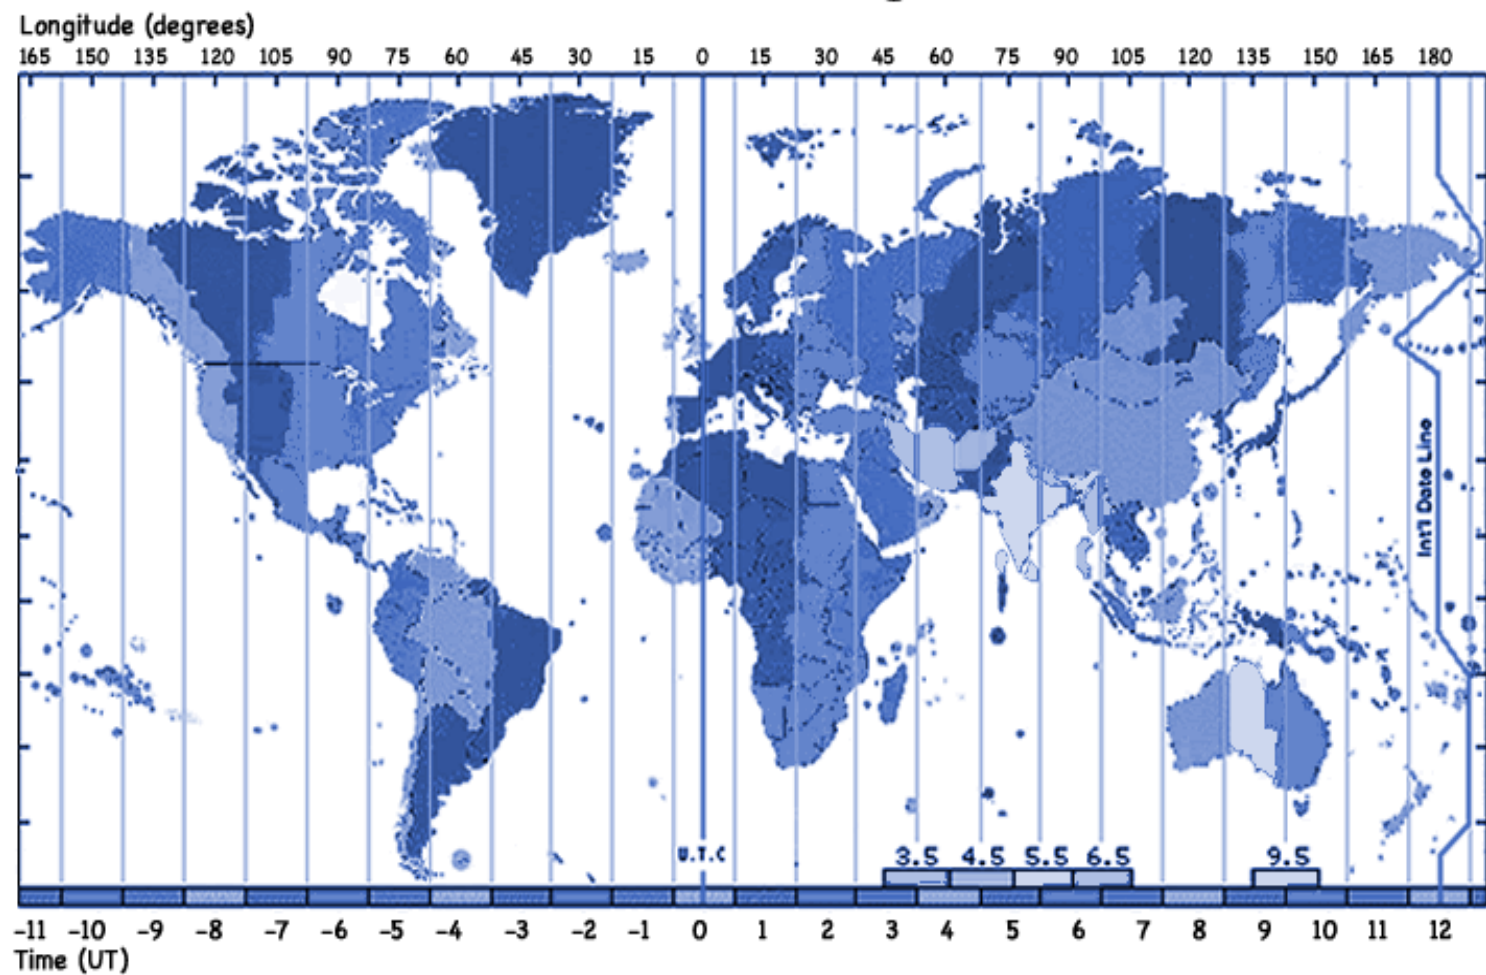 Longitude (degrees)
165 150 135 120 105 90 75 60 45 30 15 0 15 30 45 60 75 90 105 120 135 150 165 180
Int'l Date Line
U.T.C
3.5 4.5 5.5 6.5 9.5
-11 -10 -9 -8 -7 -6 -5 -4 -3 -2 -1 0 1 2 3 4 5 6 7 8 9 10 11 12
Time (UT)